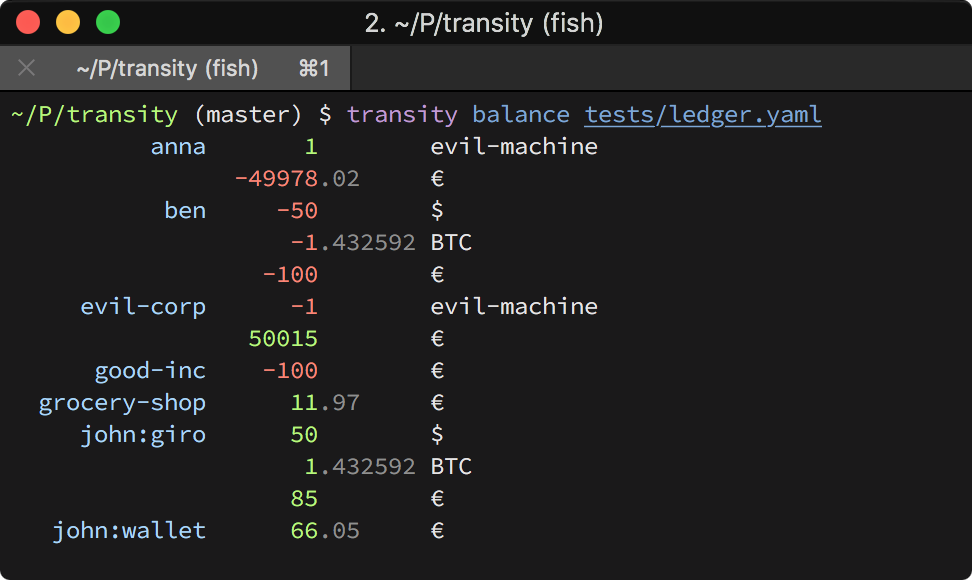 2. ~/P/transity (fish)
~/P/transity (fish) ⌘1
~/P/transity (master) $ transity balance tests/ledger.yaml
anna 1 evil-machine
-49978.02 €
ben -50 $
-1.432592 BTC
-100 €
evil-corp -1 evil-machine
50015 €
good-inc -100 €
grocery-shop 11.97 €
john:giro 50 $
1.432592 BTC
85 €
john:wallet 66.05 €